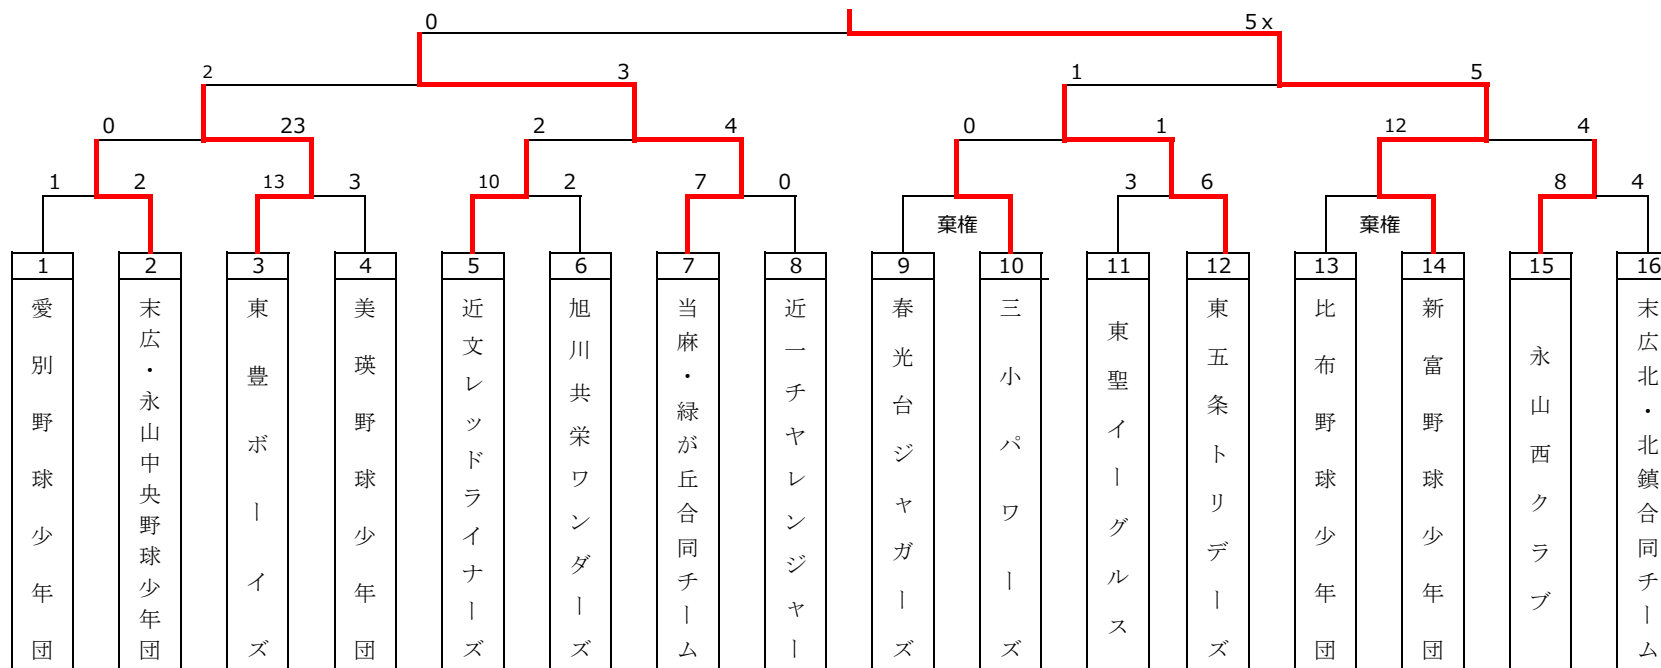 0 5x
2 3 1 5
0 23 2 4 0 1 12 4
1 2 13 3 10 2 7 0 3 6 8 4
棄権 棄権
1 2 3 4 5 6 7 8 9 10 11 12 13 14 15 16
愛別野球少年団
末広・永山中央野球少年団
東豊ボーイズ
美瑛野球少年団
近文レッドライナーズ
旭川共栄ワンダーズ
当麻・緑が丘合同チーム
近一チャレンジャー
春光台ジャガーズ
三小パワーズ
東聖イーグルス
東五条トリデーズ
比布野球少年団
新富野球少年団
永山西クラブ
末広北・北鎮合同チーム